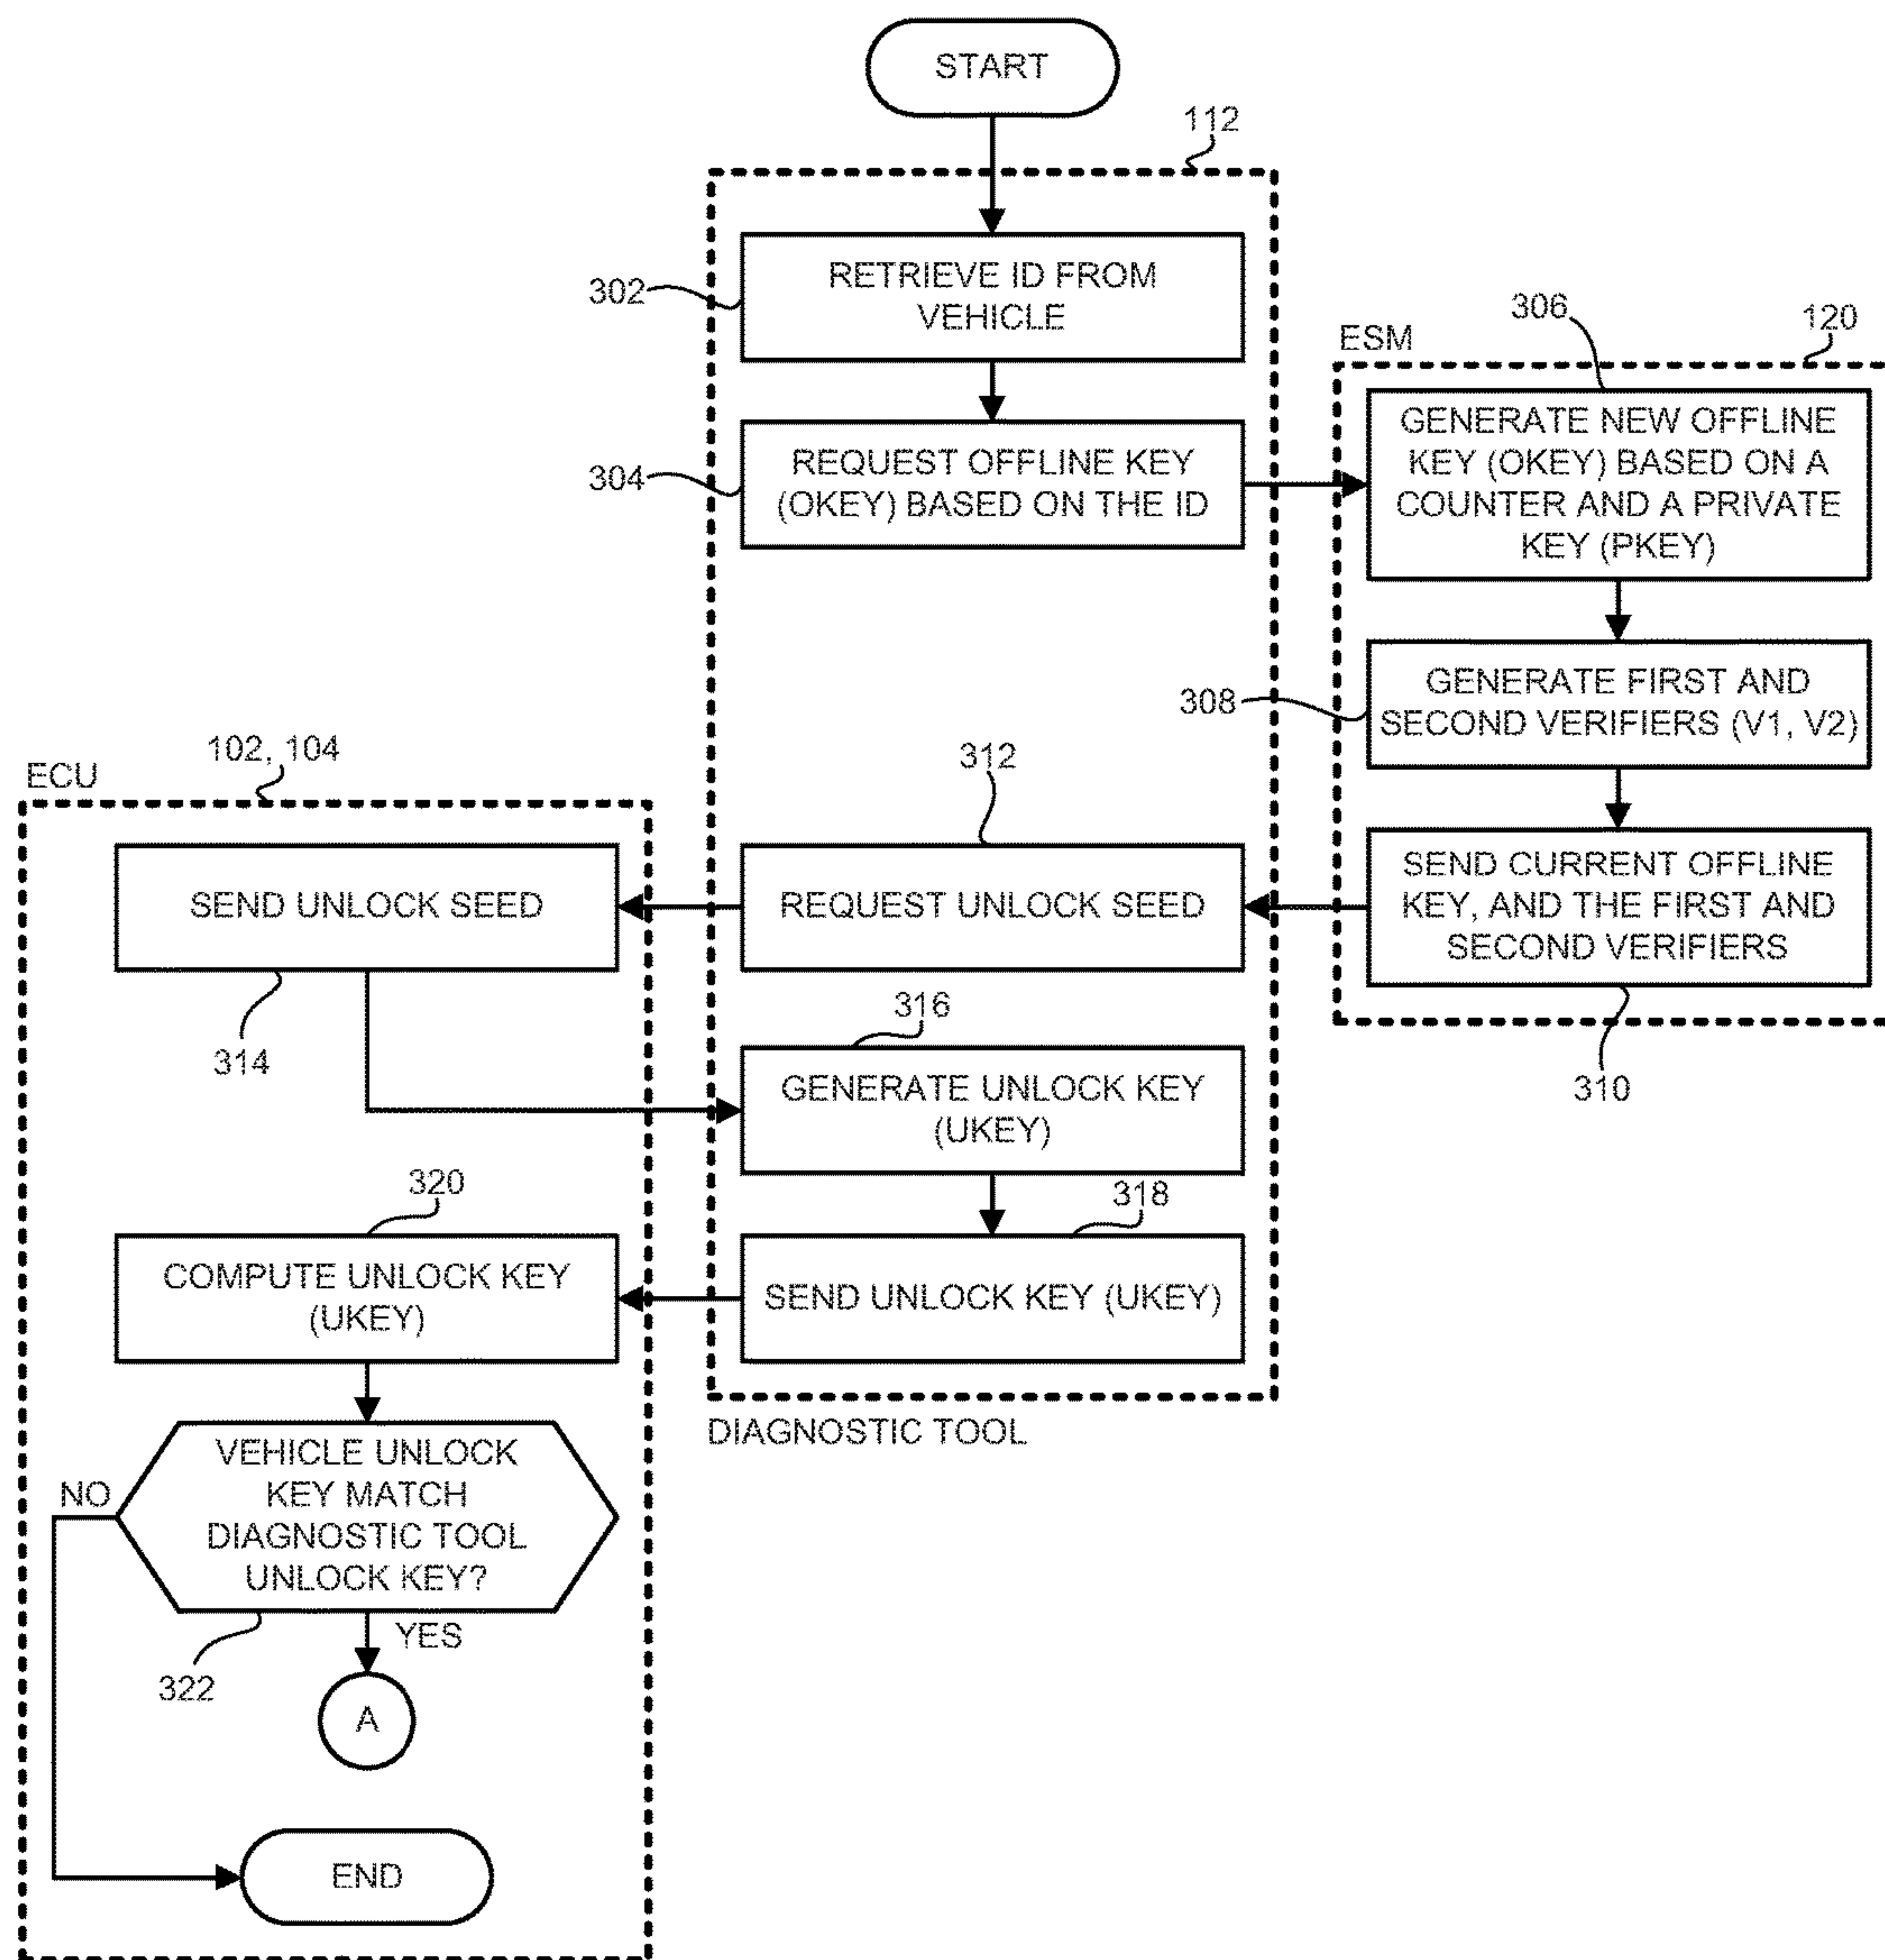 START
112
RETRIEVE ID FROM
VEHICLE
302
REQUEST OFFLINE KEY
(OKEY) BASED ON THE ID
304
306
120
ESM
GENERATE NEW OFFLINE
KEY (OKEY) BASED ON A
COUNTER AND A PRIVATE
KEY (PKEY)
GENERATE FIRST AND
SECOND VERIFIERS (V1, V2)
308
SEND CURRENT OFFLINE
KEY, AND THE FIRST AND
SECOND VERIFIERS
310
312
REQUEST UNLOCK SEED
102, 104
ECU
SEND UNLOCK SEED
314
316
GENERATE UNLOCK KEY
(UKEY)
318
SEND UNLOCK KEY (UKEY)
DIAGNOSTIC TOOL
320
COMPUTE UNLOCK KEY
(UKEY)
VEHICLE UNLOCK
KEY MATCH
DIAGNOSTIC TOOL
UNLOCK KEY?
NO
YES
322
A
END